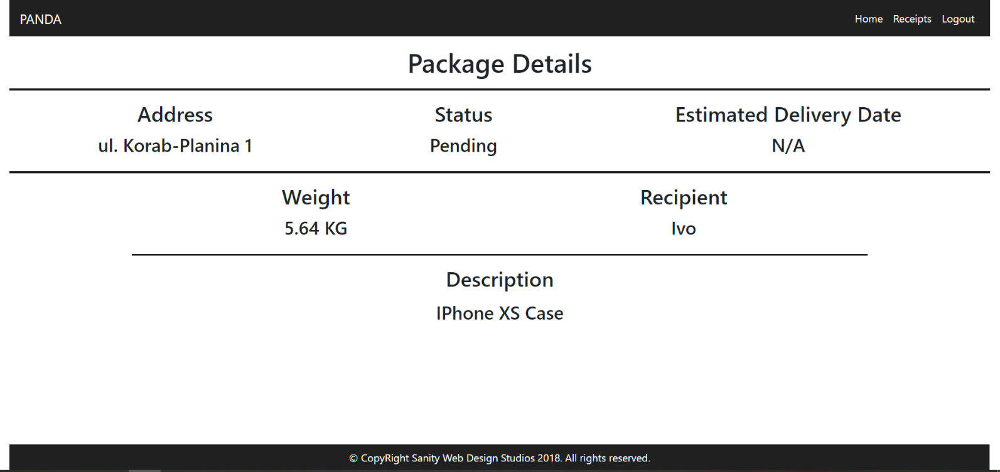 PANDA
Home Receipts Logout
Package Details
Address Status Estimated Delivery Date
ul. Korab-Planina 1 Pending N/A
Weight Recipient
5.64 KG Ivo
Description
IPhone XS Case
© CopyRight Sanity Web Design Studios 2018. All rights reserved.